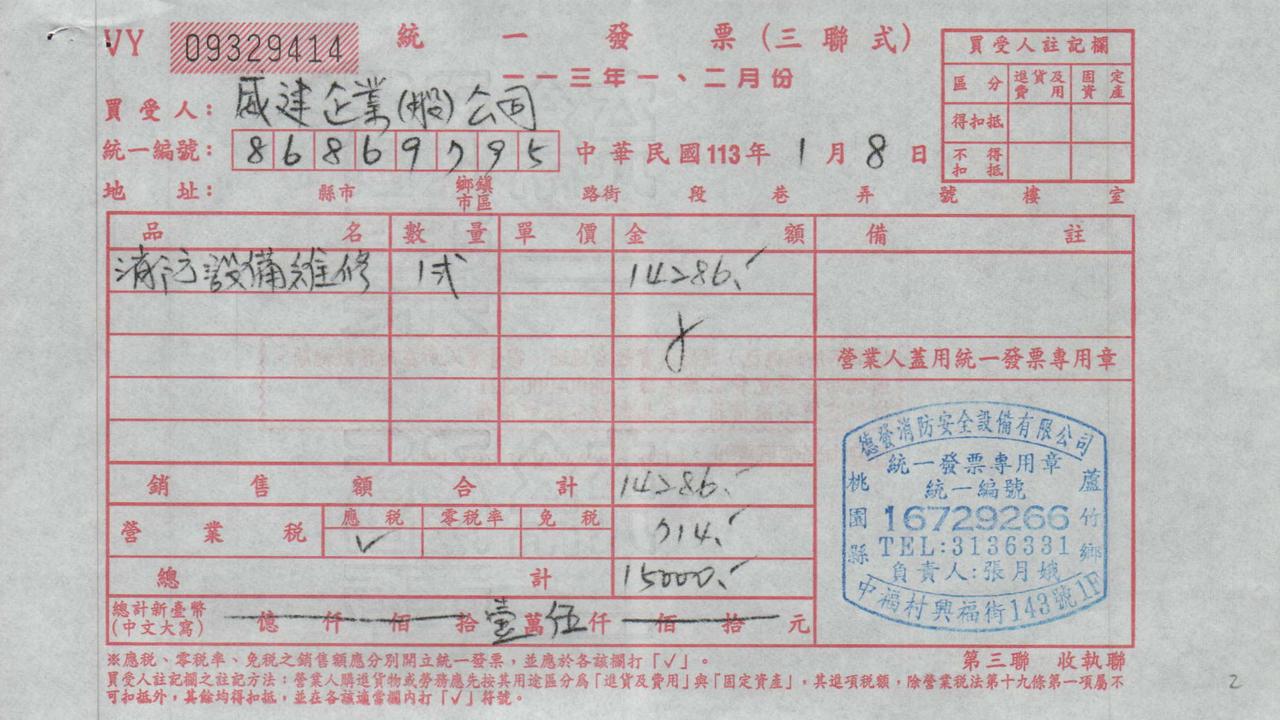 VY 09329414 統一發票(三聯式)
一一三年一、二月份
買受人: 威建企業(股)公司
統一編號: 86869795 中華民國113年1月8日
地址: 縣市 鄉鎮市區 路街 段 巷 弄 號 樓 室
買受人註記欄
區分 進貨及費用 固定資產
得扣抵
不得扣抵
品名 數量 單價 金額 備註
消防設備維修 1式 14286.
營業人蓋用統一發票專用章
銷售額合計 14286.
應稅 零稅率 免稅
營業稅 ✓ 714.
總計 15000.
總計新臺幣(中文大寫) 億仟佰拾壹萬伍仟佰拾元
德發消防安全設備有限公司
統一發票專用章
統一編號
16729266
TEL:3136331
負責人:張月娥
桃園縣蘆竹鄉
中福村興福街143號1F
※應稅、零稅率、免稅之銷售額應分別開立統一發票,並應於各該欄打「✓」。
第三聯 收執聯
買受人註記欄之註記方法:營業人購進貨物或勞務應先按其用途區分為「進貨及費用」與「固定資產」,其進項稅額,除營業稅法第十九條第一項屬不
可扣抵外,其餘均得扣抵,並在各該適當欄內打「✓」符號。
2